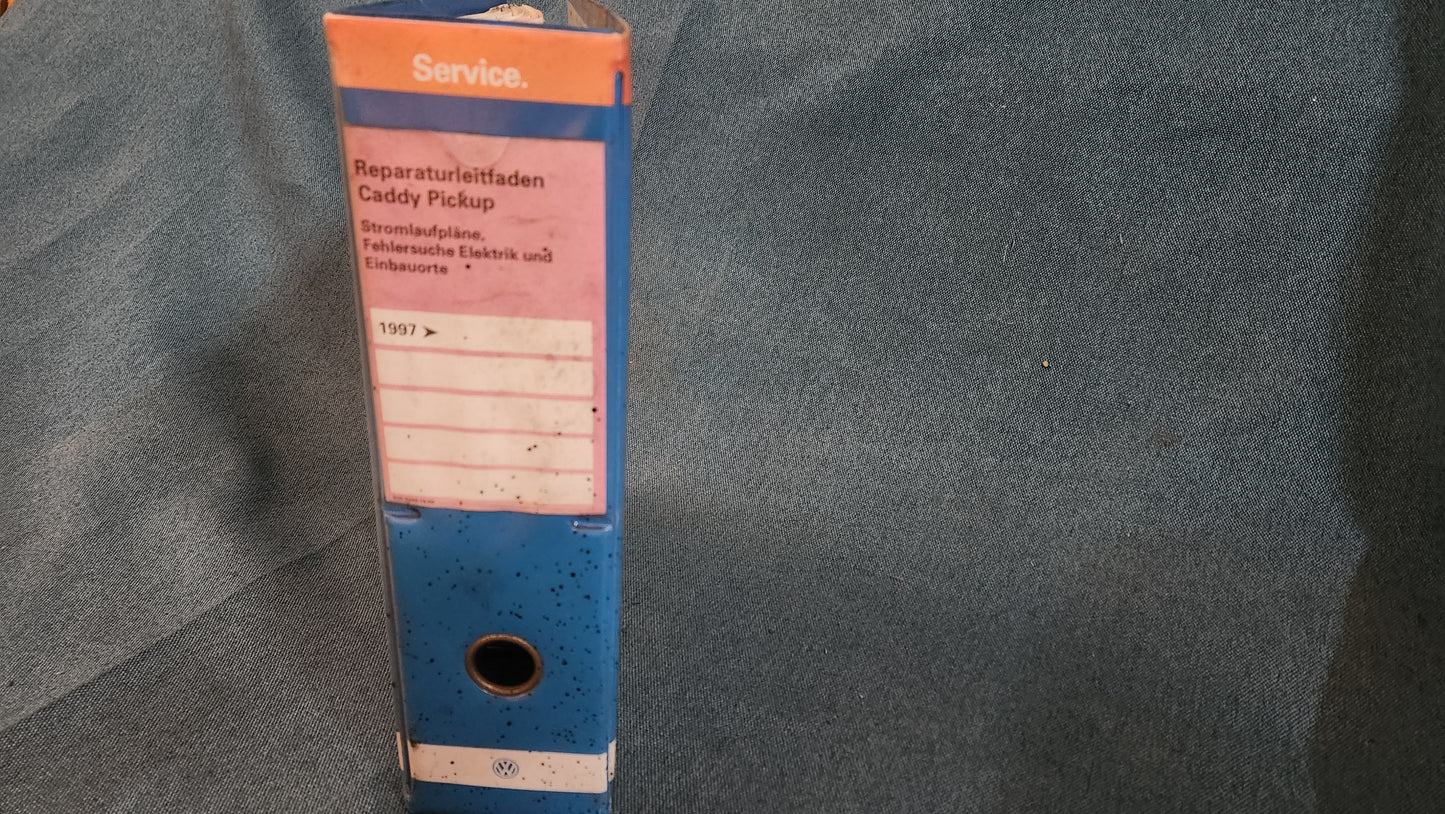 Service.
Reparaturleitfaden
Caddy Pickup
Stromlaufpläne,
Fehlersuche Elektrik und
Einbauorte
1997 ➤